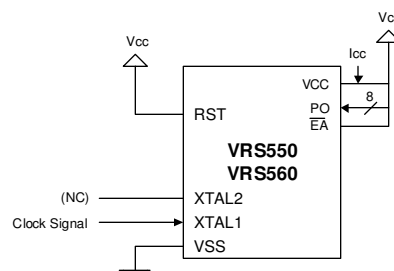 Vcc
Vc
Icc
VCC
8
RST
PO
EA
VRS550
VRS560
(NC)
XTAL2
Clock Signal
XTAL1
VSS